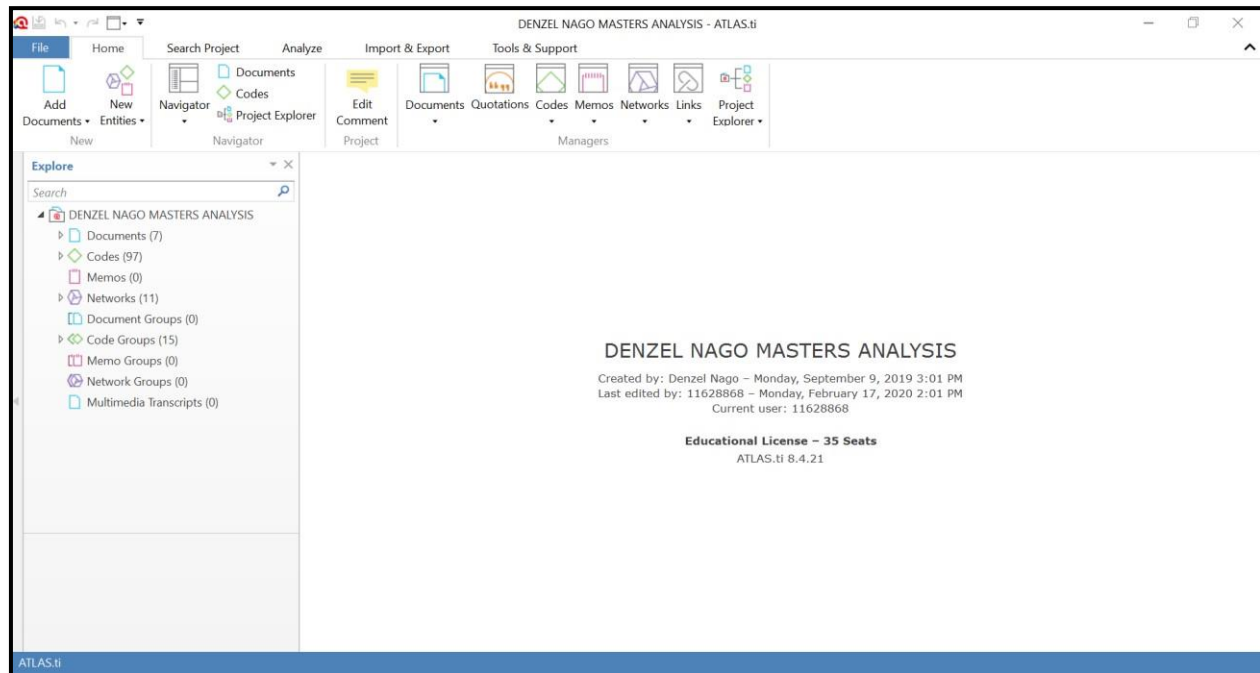 DENZEL NAGO MASTERS ANALYSIS - ATLAS.ti
File Home Search Project Analyze Import & Export Tools & Support
Add Documents
New Entities
New
Navigator
Documents
Codes
Project Explorer
Navigator
Edit Comment
Project
Documents Quotations Codes Memos Networks Links Project Explorer
Managers
Explore
Search
DENZEL NAGO MASTERS ANALYSIS
Documents (7)
Codes (97)
Memos (0)
Networks (11)
Document Groups (0)
Code Groups (15)
Memo Groups (0)
Network Groups (0)
Multimedia Transcripts (0)
DENZEL NAGO MASTERS ANALYSIS
Created by: Denzel Nago – Monday, September 9, 2019 3:01 PM
Last edited by: 11628868 – Monday, February 17, 2020 2:01 PM
Current user: 11628868
Educational License – 35 Seats
ATLAS.ti 8.4.21
ATLAS.ti